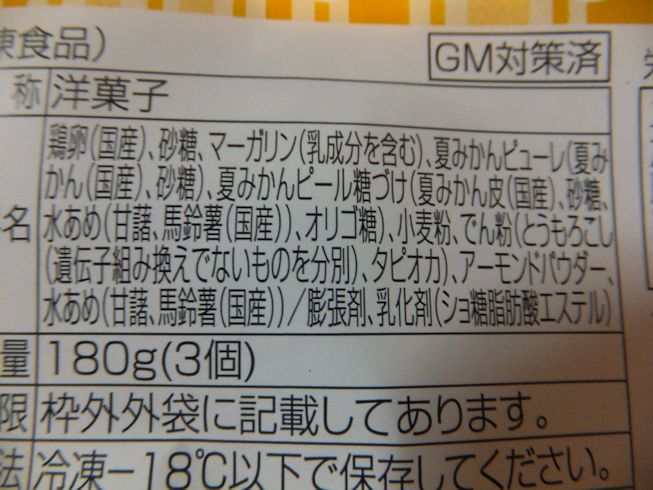 凍食品)
GM対策済
称 洋菓子
鶏卵(国産)、砂糖、マーガリン(乳成分を含む)、夏みかんピューレ(夏み
かん(国産)、砂糖)、夏みかんピール糖づけ(夏みかん皮(国産)、砂糖、
名 水あめ(甘藷、馬鈴薯(国産))、オリゴ糖)、小麦粉、でん粉(とうもろこし
(遺伝子組み換えでないものを分別)、タピオカ)、アーモンドパウダー、
水あめ(甘藷、馬鈴薯(国産))/膨張剤、乳化剤(ショ糖脂肪酸エステル)
量 180g(3個)
限 枠外外袋に記載してあります。
法 冷凍-18℃以下で保存してください。